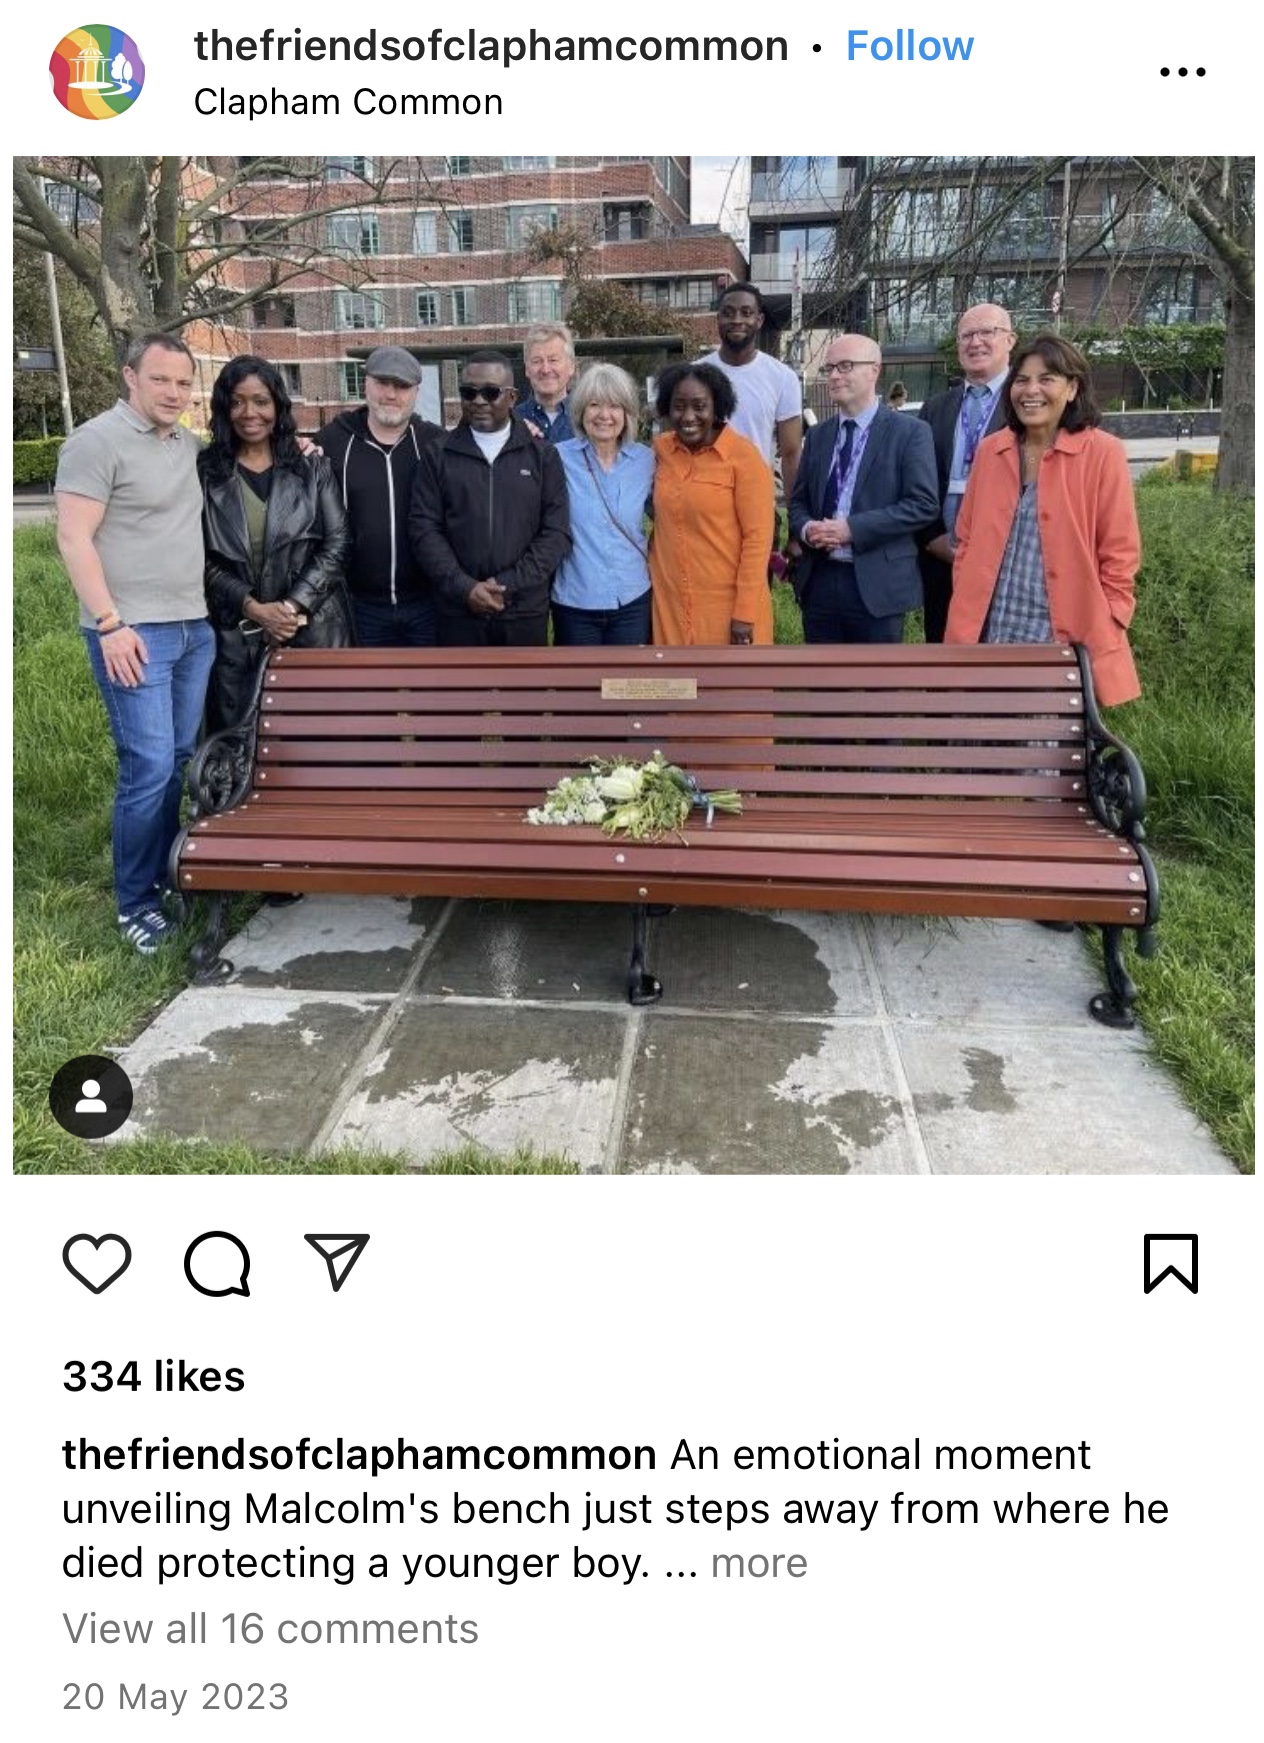 thefriendsofclaphamcommon • Follow
Clapham Common
334 likes
thefriendsofclaphamcommon An emotional moment
unveiling Malcolm's bench just steps away from where he
died protecting a younger boy. ... more
View all 16 comments
20 May 2023